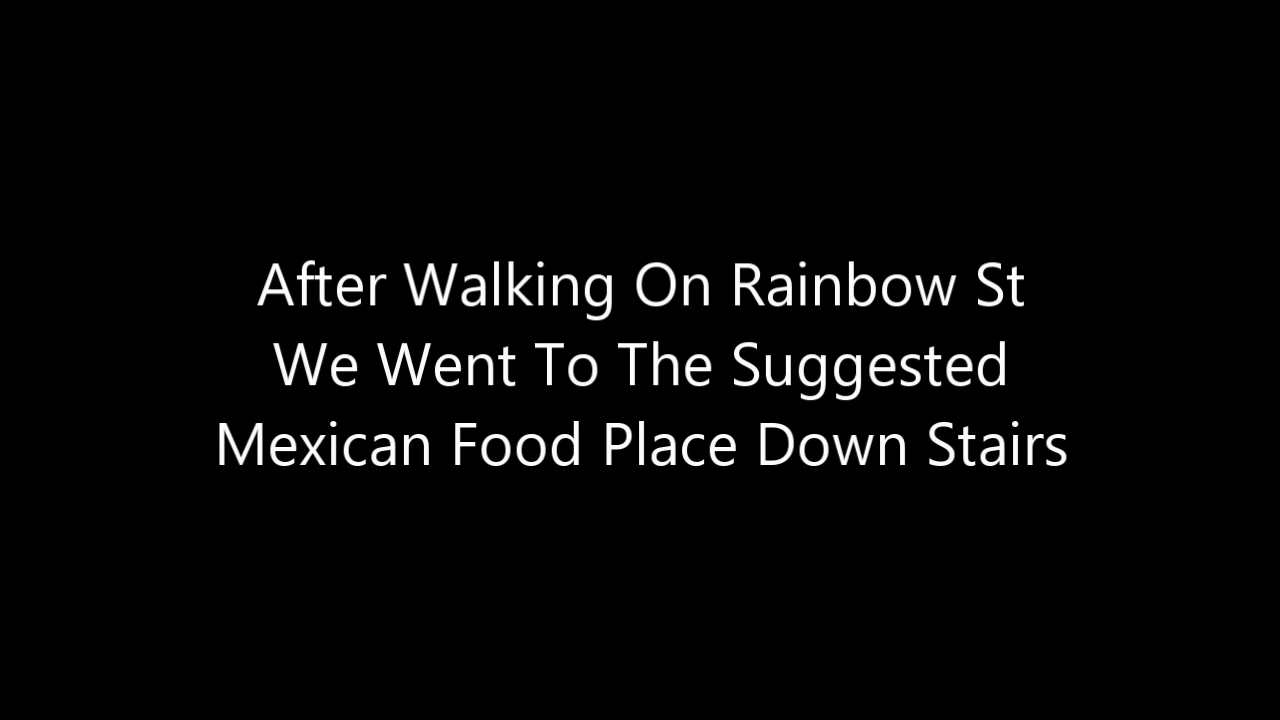 After Walking On Rainbow St
We Went To The Suggested
Mexican Food Place Down Stairs